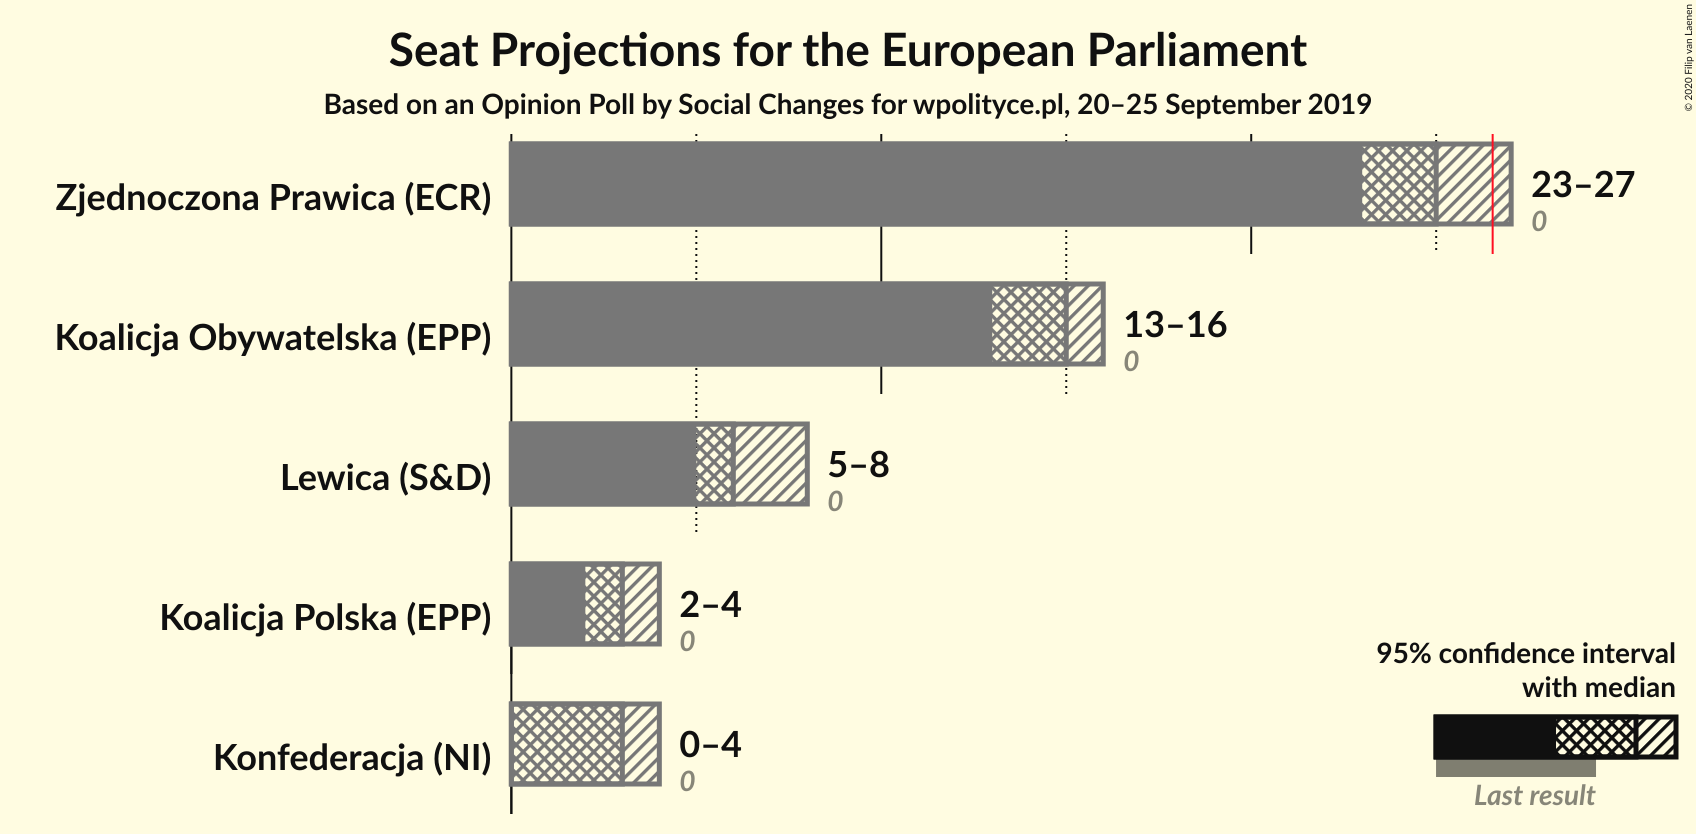 Seat Projections for the European Parliament
Based on an Opinion Poll by Social Changes for wpolityce.pl, 20–25 September 2019
© 2020 Filip van Laenen
Zjednoczona Prawica (ECR)
23–27
0
Koalicja Obywatelska (EPP)
13–16
0
Lewica (S&D)
5–8
0
Koalicja Polska (EPP)
2–4
0
Konfederacja (NI)
0–4
0
95% confidence interval
with median
Last result